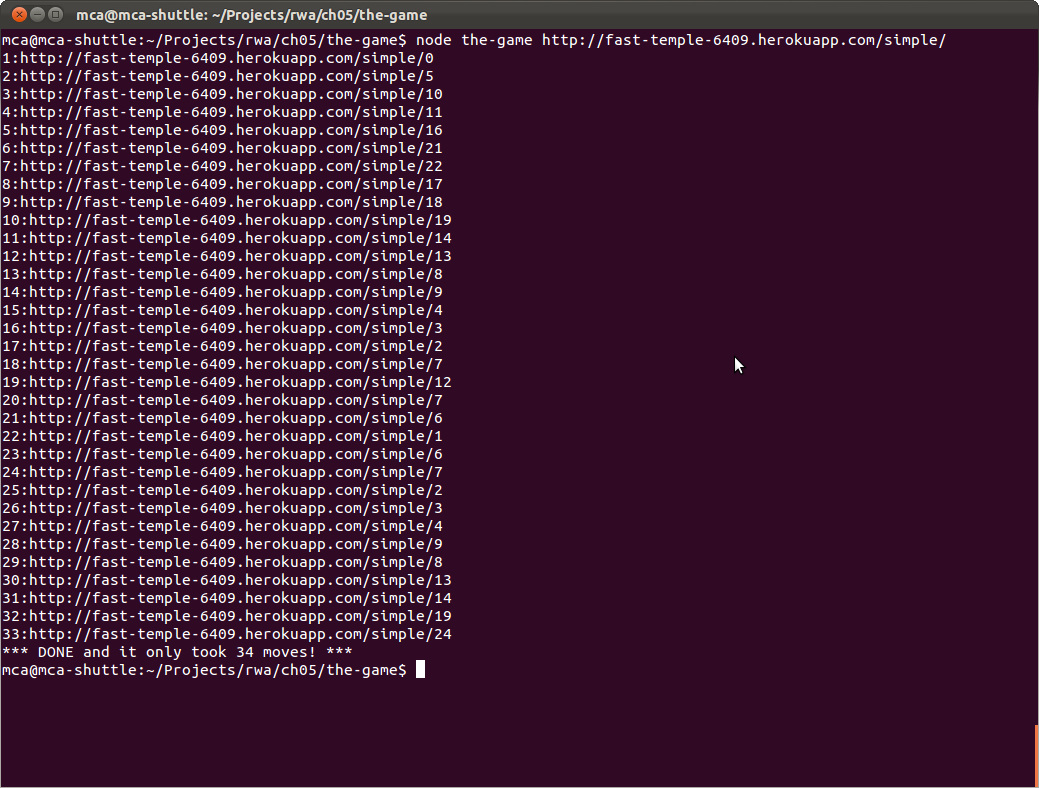 mca@mca-shuttle: ~/Projects/rwa/ch05/the-game
mca@mca-shuttle:~/Projects/rwa/ch05/the-game$ node the-game http://fast-temple-6409.herokuapp.com/simple/
1:http://fast-temple-6409.herokuapp.com/simple/0
2:http://fast-temple-6409.herokuapp.com/simple/5
3:http://fast-temple-6409.herokuapp.com/simple/10
4:http://fast-temple-6409.herokuapp.com/simple/11
5:http://fast-temple-6409.herokuapp.com/simple/16
6:http://fast-temple-6409.herokuapp.com/simple/21
7:http://fast-temple-6409.herokuapp.com/simple/22
8:http://fast-temple-6409.herokuapp.com/simple/17
9:http://fast-temple-6409.herokuapp.com/simple/18
10:http://fast-temple-6409.herokuapp.com/simple/19
11:http://fast-temple-6409.herokuapp.com/simple/14
12:http://fast-temple-6409.herokuapp.com/simple/13
13:http://fast-temple-6409.herokuapp.com/simple/8
14:http://fast-temple-6409.herokuapp.com/simple/9
15:http://fast-temple-6409.herokuapp.com/simple/4
16:http://fast-temple-6409.herokuapp.com/simple/3
17:http://fast-temple-6409.herokuapp.com/simple/2
18:http://fast-temple-6409.herokuapp.com/simple/7
19:http://fast-temple-6409.herokuapp.com/simple/12
20:http://fast-temple-6409.herokuapp.com/simple/7
21:http://fast-temple-6409.herokuapp.com/simple/6
22:http://fast-temple-6409.herokuapp.com/simple/1
23:http://fast-temple-6409.herokuapp.com/simple/6
24:http://fast-temple-6409.herokuapp.com/simple/7
25:http://fast-temple-6409.herokuapp.com/simple/2
26:http://fast-temple-6409.herokuapp.com/simple/3
27:http://fast-temple-6409.herokuapp.com/simple/4
28:http://fast-temple-6409.herokuapp.com/simple/9
29:http://fast-temple-6409.herokuapp.com/simple/8
30:http://fast-temple-6409.herokuapp.com/simple/13
31:http://fast-temple-6409.herokuapp.com/simple/14
32:http://fast-temple-6409.herokuapp.com/simple/19
33:http://fast-temple-6409.herokuapp.com/simple/24
*** DONE and it only took 34 moves! ***
mca@mca-shuttle:~/Projects/rwa/ch05/the-game$